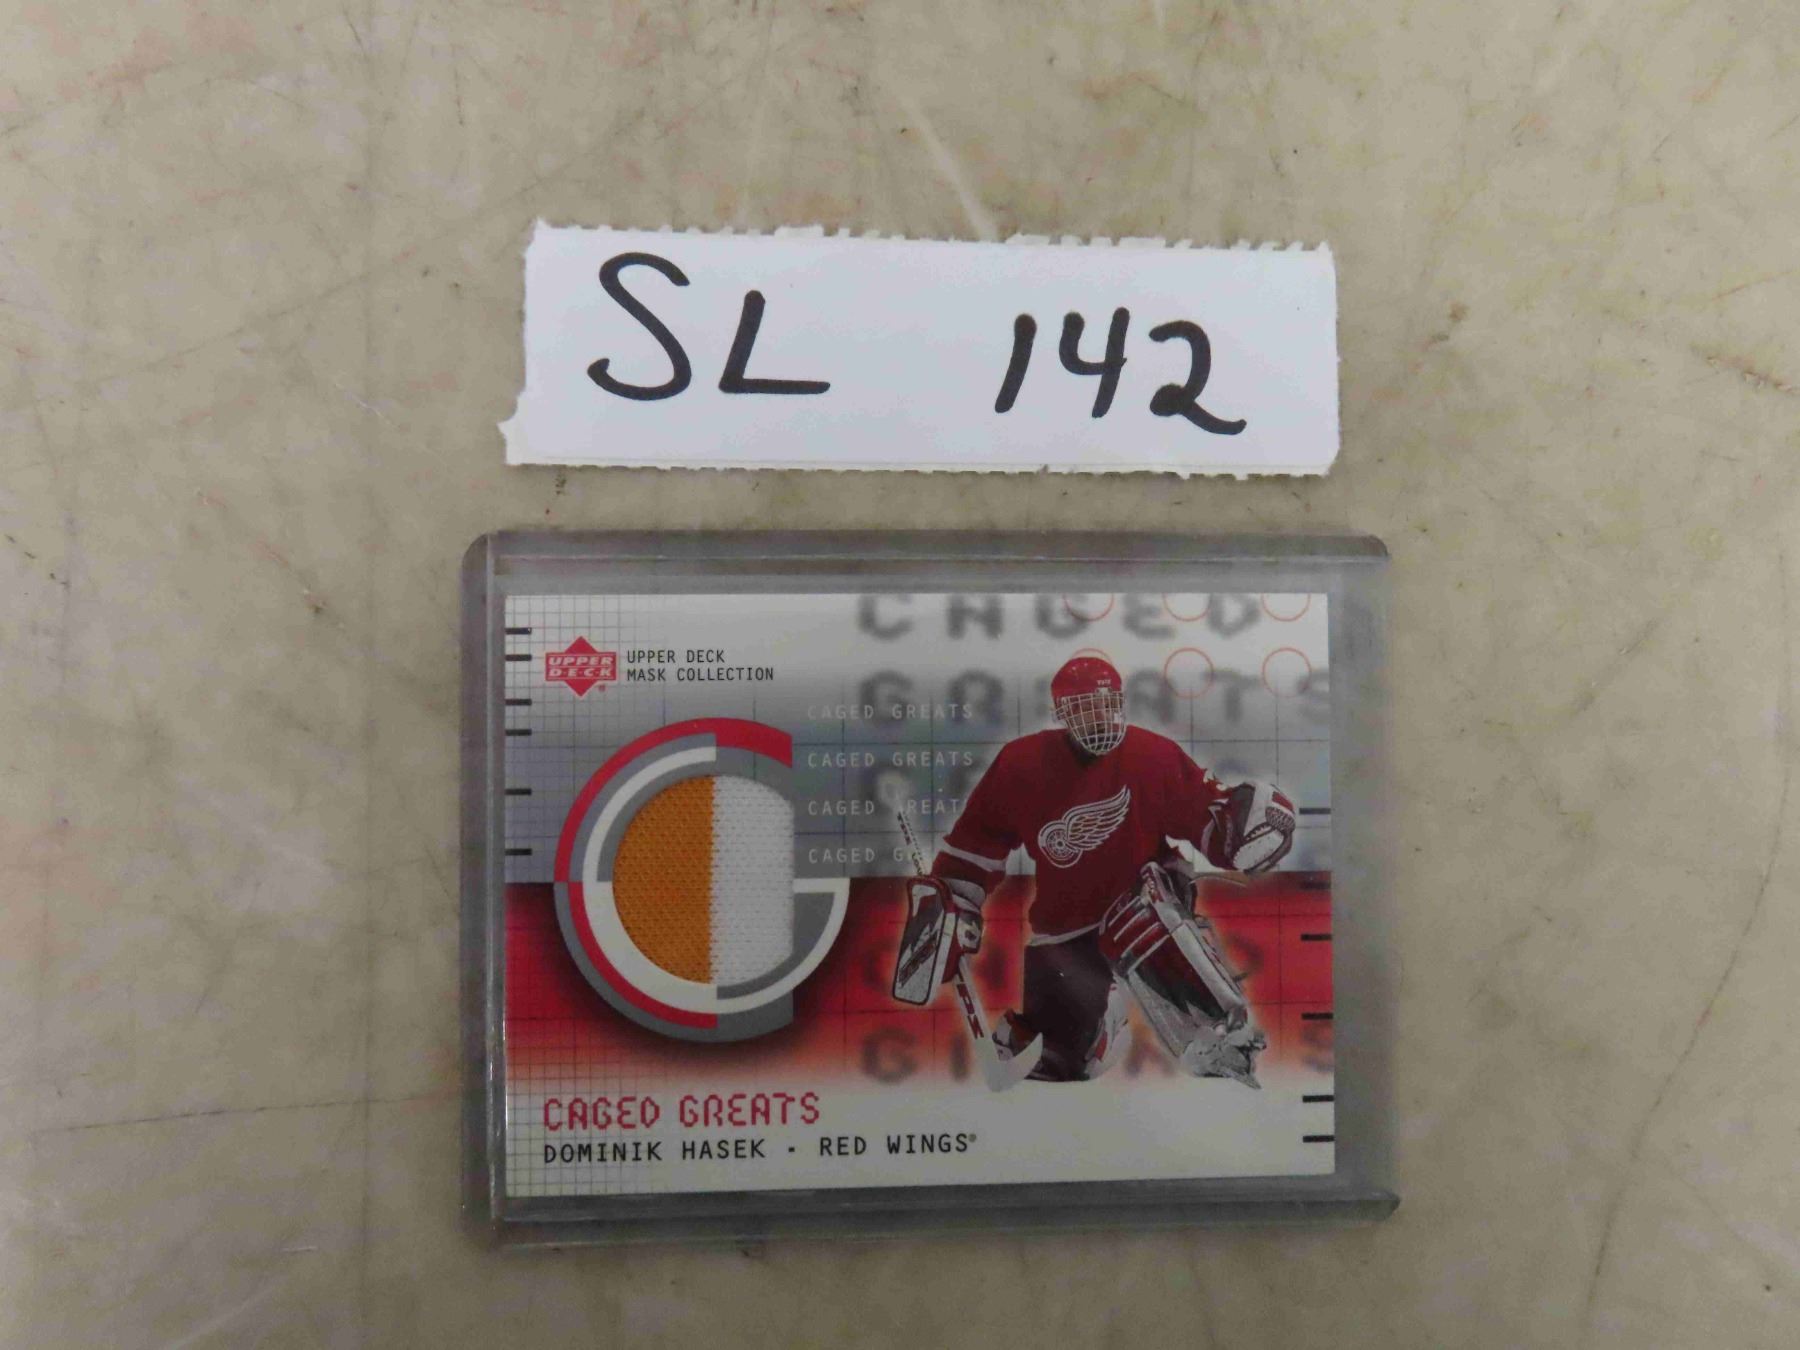 SL 142
UPPER DECK
UPPER DECK
MASK COLLECTION
CAGED GREATS
CAGED GREATS
CAGED GREATS
CAGED
CAGED
CAGED GREATS
DOMINIK HASEK · RED WINGS®